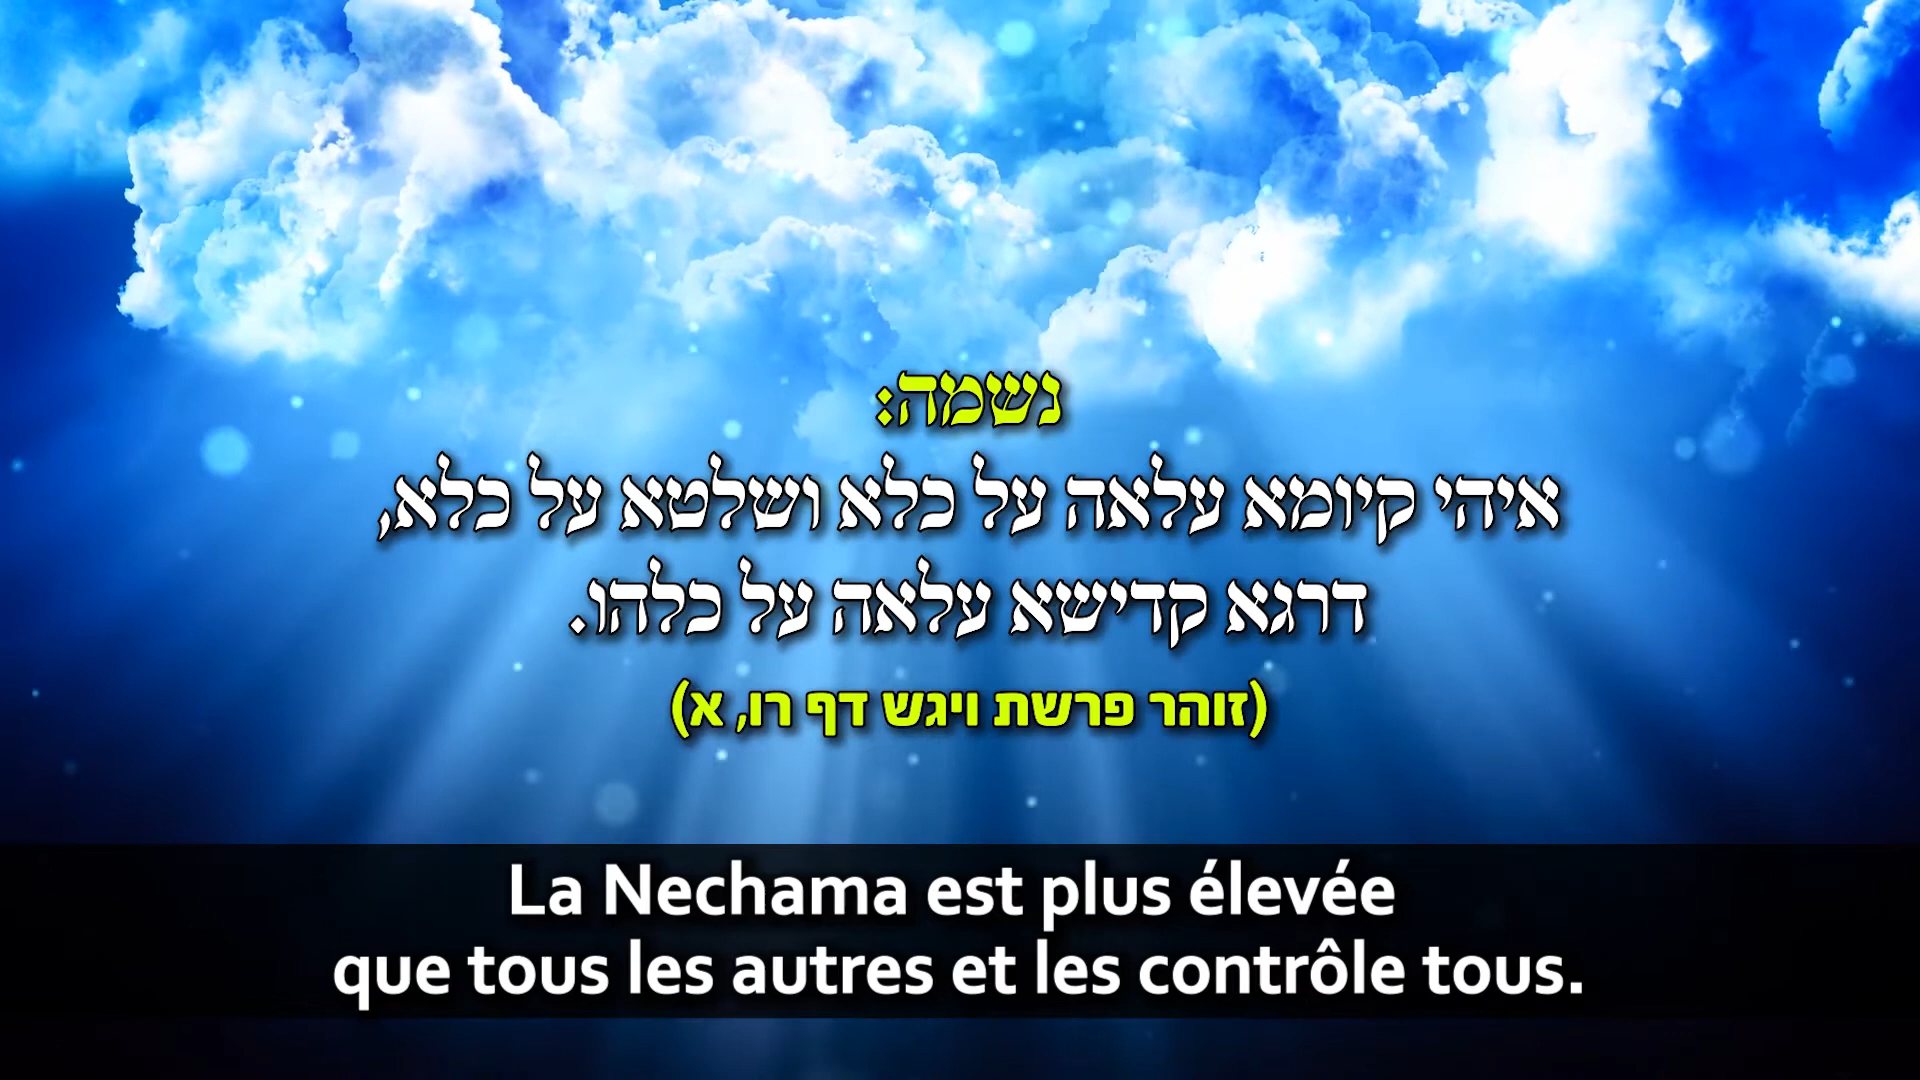 נשמה:
איהי קיומא עלאה על כלא ושלטא על כלא,
דרגא קדישא עלאה על כלהו.
(זוהר פרשת ויגש דף רו, א)
La Nechama est plus élevée
que tous les autres et les contrôle tous.